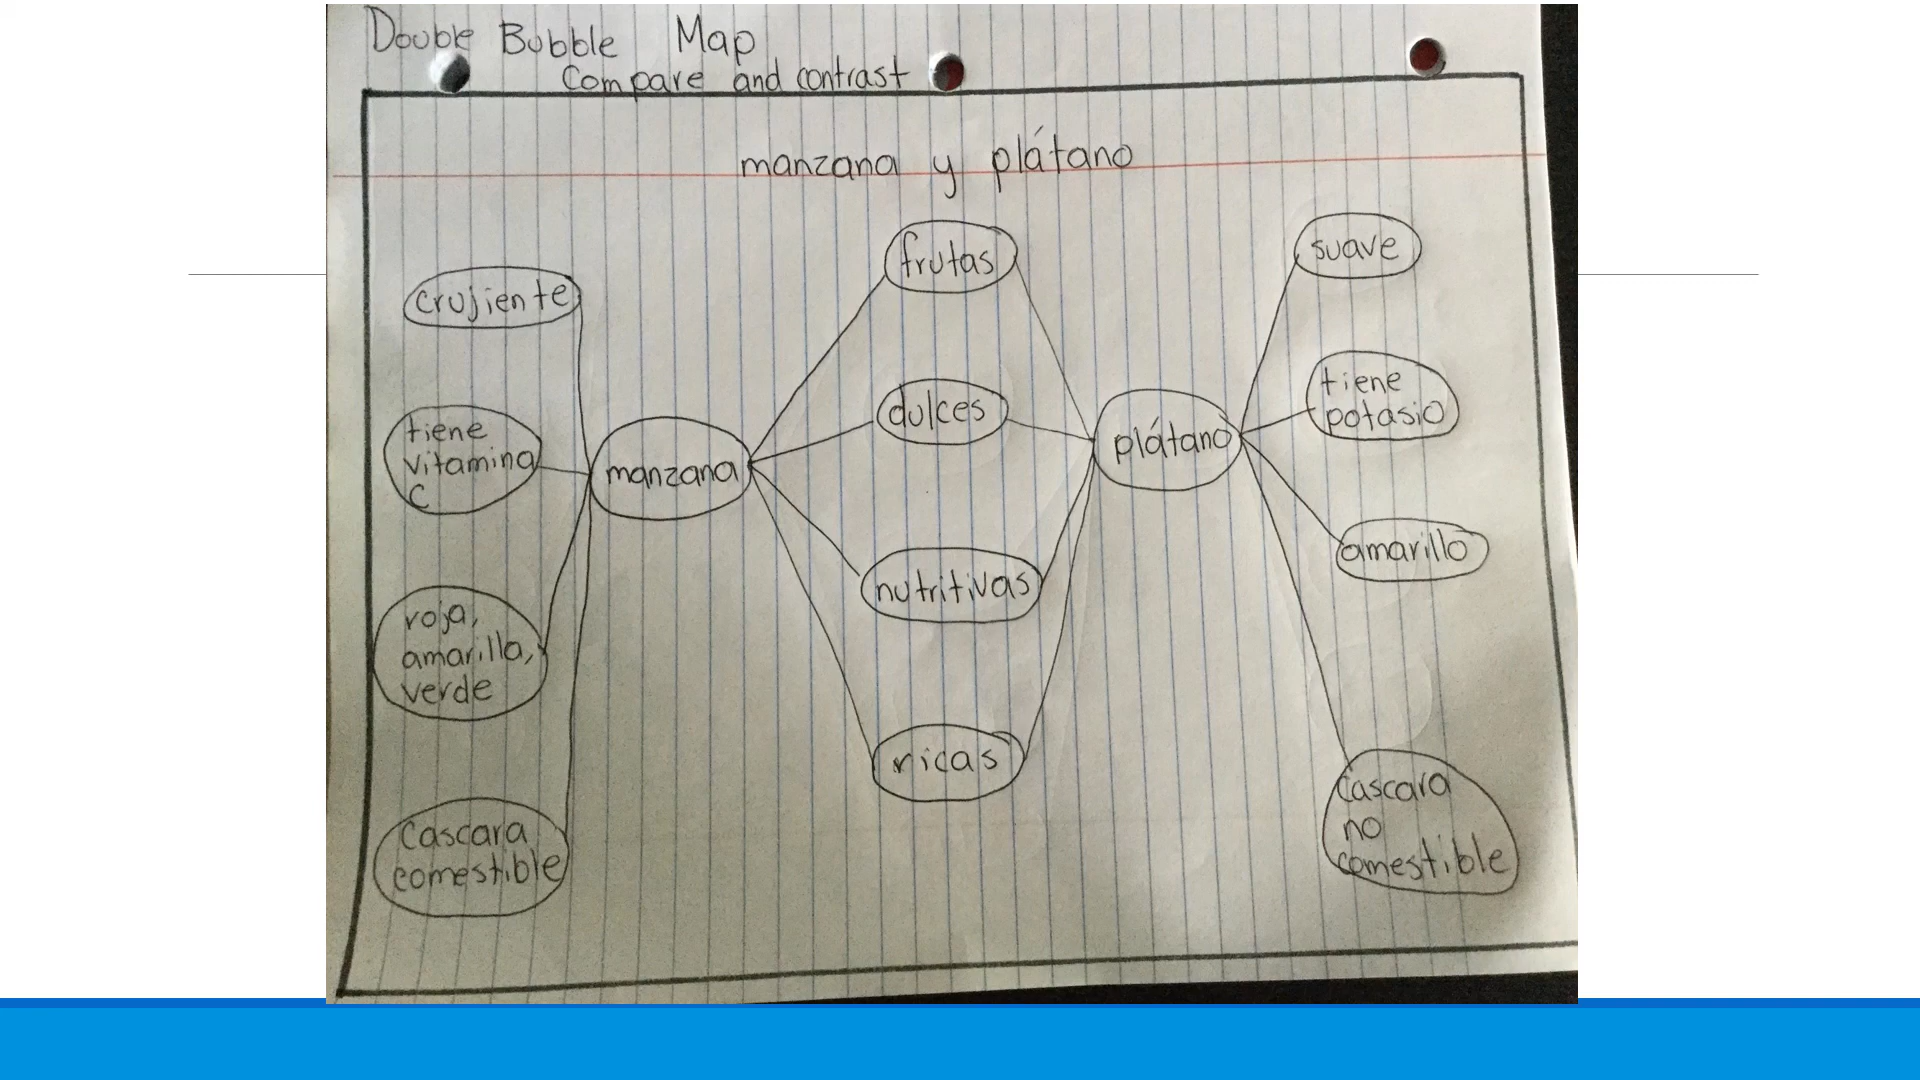 Double Bubble Map
Compare and contrast
manzana y plátano
crujiente
tiene
vitamina
C
roja,
amarilla,
verde
Cascara
comestible
manzana
frutas
dulces
nutritivas
ricas
plátano
suave
tiene
potasio
amarillo
Cascara
no
comestible